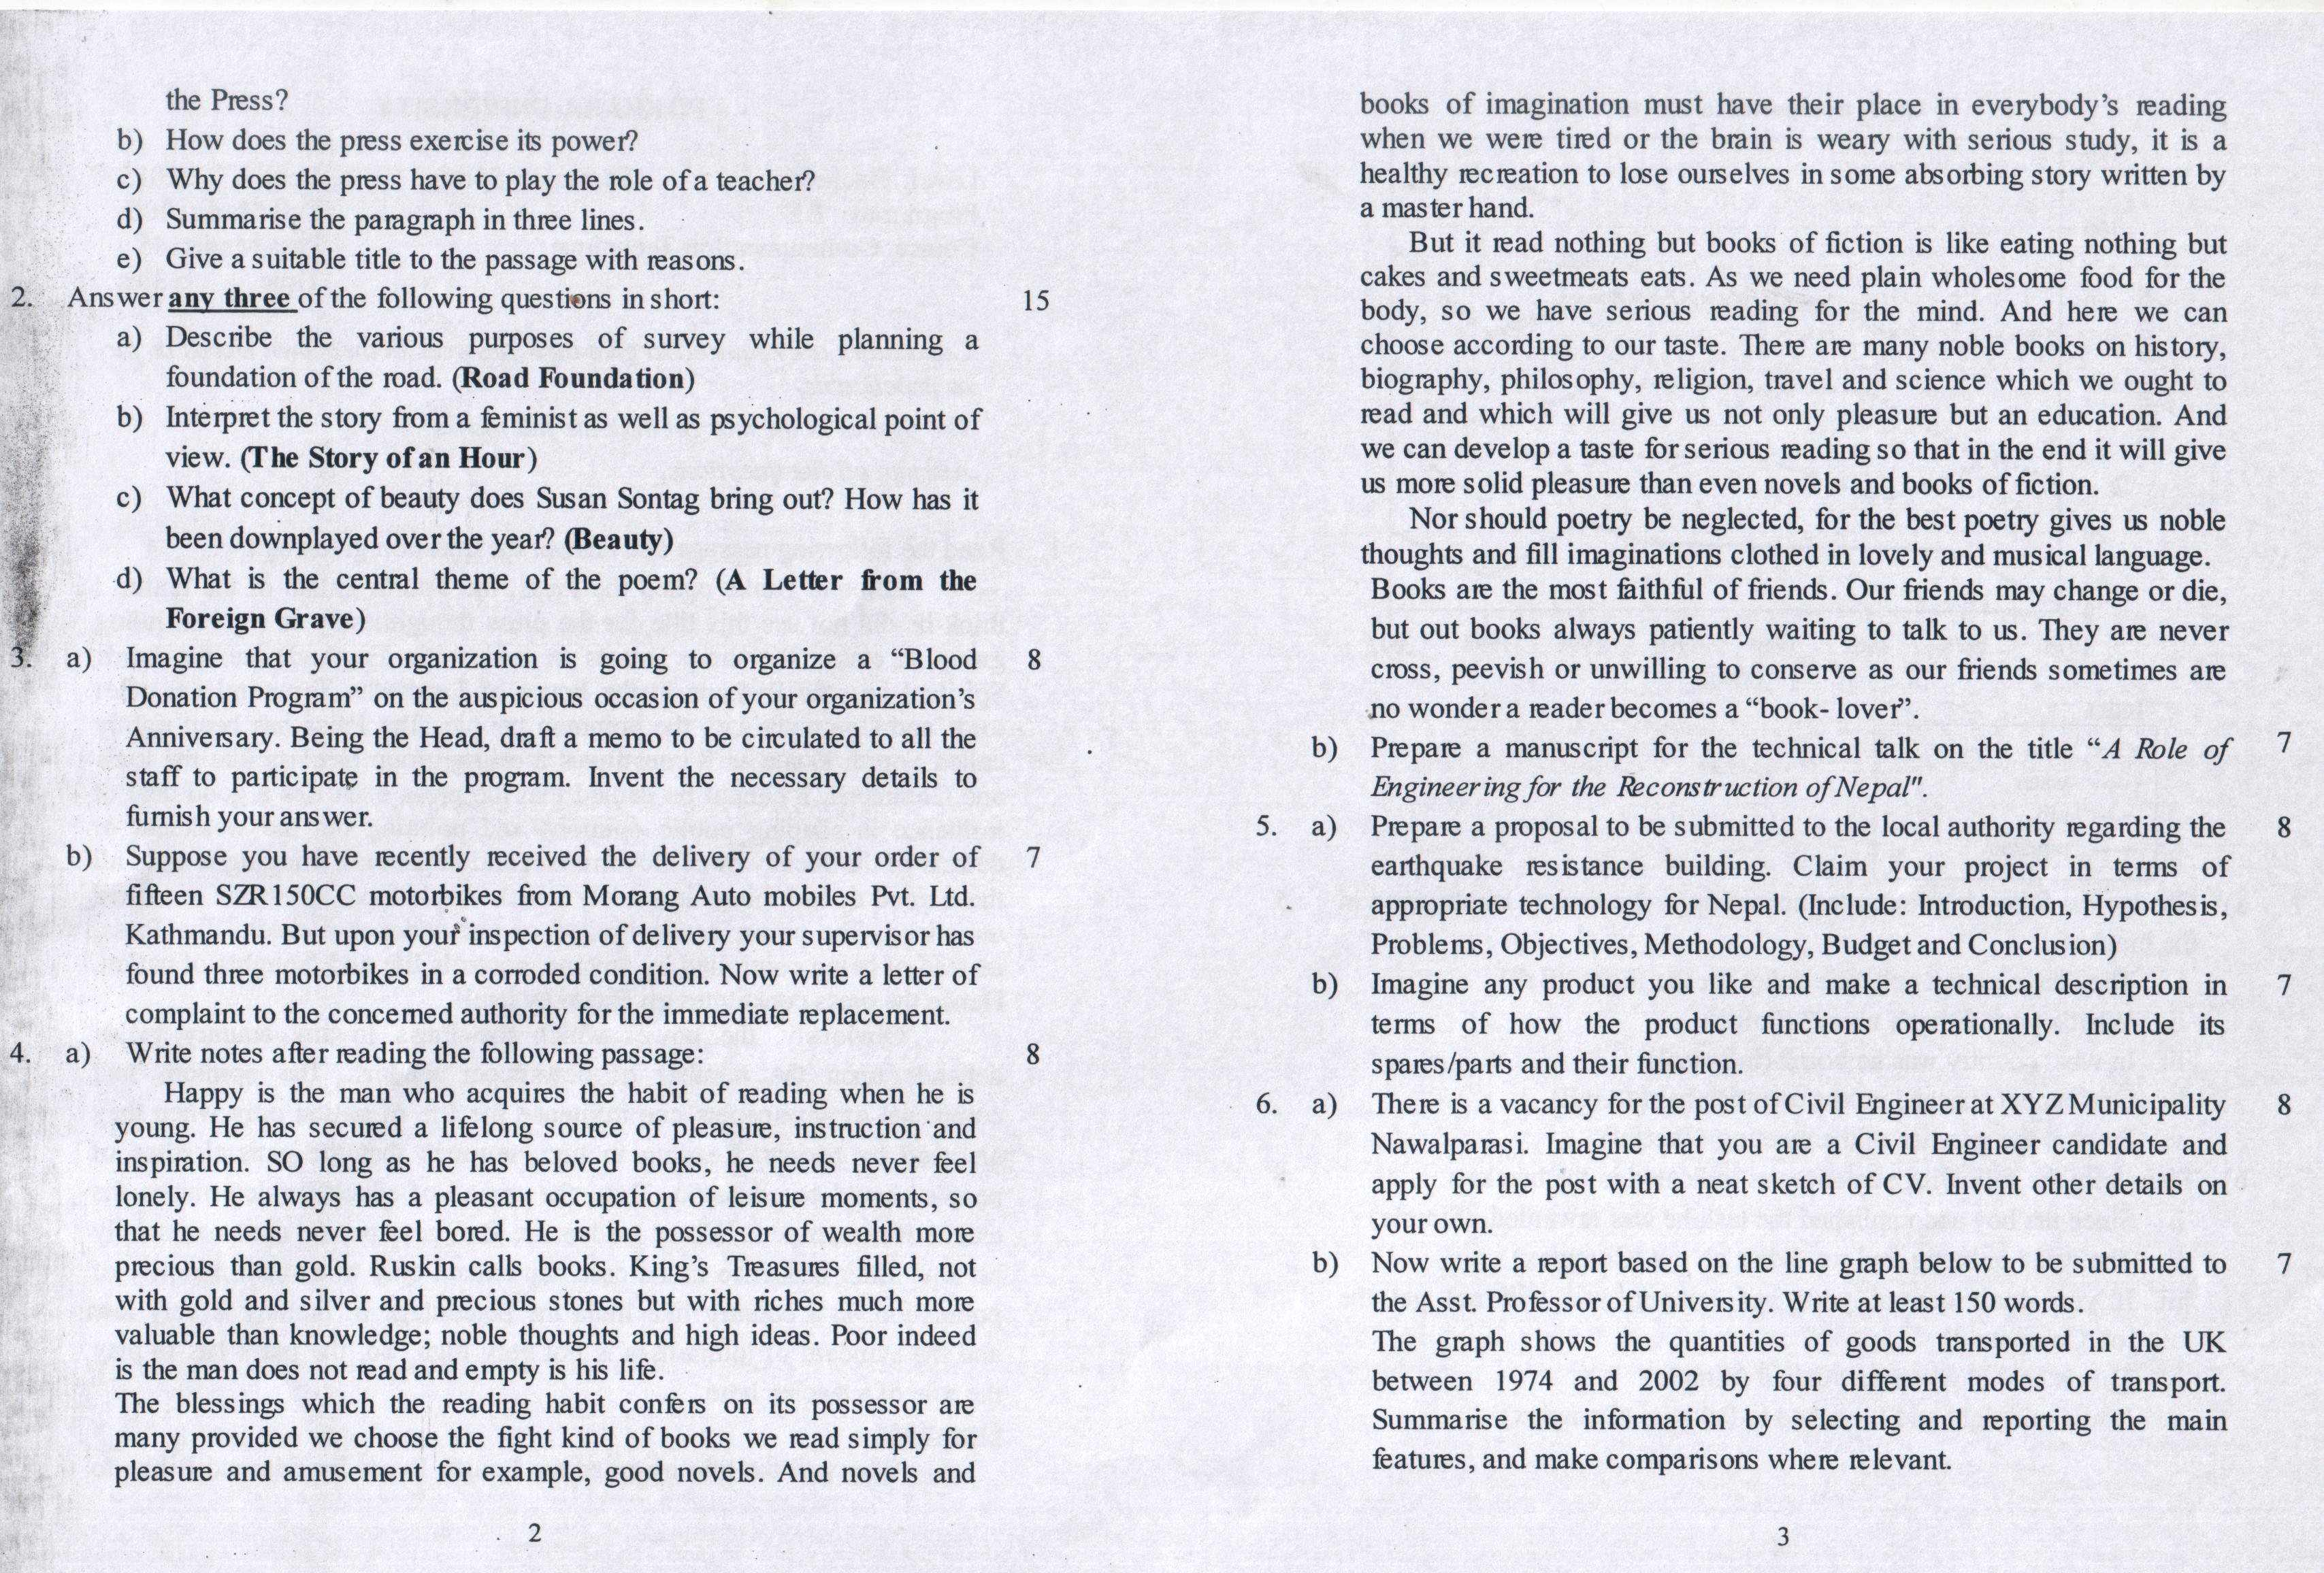 the Press?
b) How does the press exercise its power?
c) Why does the press have to play the role of a teacher?
d) Summarise the paragraph in three lines.
e) Give a suitable title to the passage with reasons.
2. Answer any three of the following questions in short: 15
a) Describe the various purposes of survey while planning a
foundation of the road. (Road Foundation)
b) Interpret the story from a feminist as well as psychological point of
view. (The Story of an Hour)
c) What concept of beauty does Susan Sontag bring out? How has it
been downplayed over the year? (Beauty)
d) What is the central theme of the poem? (A Letter from the
Foreign Grave)
3. a) Imagine that your organization is going to organize a “Blood 8
Donation Program” on the auspicious occasion of your organization’s
Anniversary. Being the Head, draft a memo to be circulated to all the
staff to participate in the program. Invent the necessary details to
furnish your answer.
b) Suppose you have recently received the delivery of your order of 7
fifteen SZR150CC motorbikes from Morang Auto mobiles Pvt. Ltd.
Kathmandu. But upon your inspection of delivery your supervisor has
found three motorbikes in a corroded condition. Now write a letter of
complaint to the concerned authority for the immediate replacement.
4. a) Write notes after reading the following passage: 8
Happy is the man who acquires the habit of reading when he is
young. He has secured a lifelong source of pleasure, instruction and
inspiration. SO long as he has beloved books, he needs never feel
lonely. He always has a pleasant occupation of leisure moments, so
that he needs never feel bored. He is the possessor of wealth more
precious than gold. Ruskin calls books. King’s Treasures filled, not
with gold and silver and precious stones but with riches much more
valuable than knowledge; noble thoughts and high ideas. Poor indeed
is the man does not read and empty is his life.
The blessings which the reading habit confers on its possessor are
many provided we choose the fight kind of books we read simply for
pleasure and amusement for example, good novels. And novels and
2
books of imagination must have their place in everybody’s reading
when we were tired or the brain is weary with serious study, it is a
healthy recreation to lose ourselves in some absorbing story written by
a master hand.
But it read nothing but books of fiction is like eating nothing but
cakes and sweetmeats eats. As we need plain wholesome food for the
body, so we have serious reading for the mind. And here we can
choose according to our taste. There are many noble books on history,
biography, philosophy, religion, travel and science which we ought to
read and which will give us not only pleasure but an education. And
we can develop a taste for serious reading so that in the end it will give
us more solid pleasure than even novels and books of fiction.
Nor should poetry be neglected, for the best poetry gives us noble
thoughts and fill imaginations clothed in lovely and musical language.
Books are the most faithful of friends. Our friends may change or die,
but out books always patiently waiting to talk to us. They are never
cross, peevish or unwilling to conserve as our friends sometimes are
no wonder a reader becomes a “book- lover”.
b) Prepare a manuscript for the technical talk on the title “A Role of 7
Engineering for the Reconstruction of Nepal".
5. a) Prepare a proposal to be submitted to the local authority regarding the 8
earthquake resistance building. Claim your project in terms of
appropriate technology for Nepal. (Include: Introduction, Hypothesis,
Problems, Objectives, Methodology, Budget and Conclusion)
b) Imagine any product you like and make a technical description in 7
terms of how the product functions operationally. Include its
spares/parts and their function.
6. a) There is a vacancy for the post of Civil Engineer at XYZ Municipality 8
Nawalparasi. Imagine that you are a Civil Engineer candidate and
apply for the post with a neat sketch of CV. Invent other details on
your own.
b) Now write a report based on the line graph below to be submitted to 7
the Asst. Professor of University. Write at least 150 words.
The graph shows the quantities of goods transported in the UK
between 1974 and 2002 by four different modes of transport.
Summarise the information by selecting and reporting the main
features, and make comparisons where relevant.
3